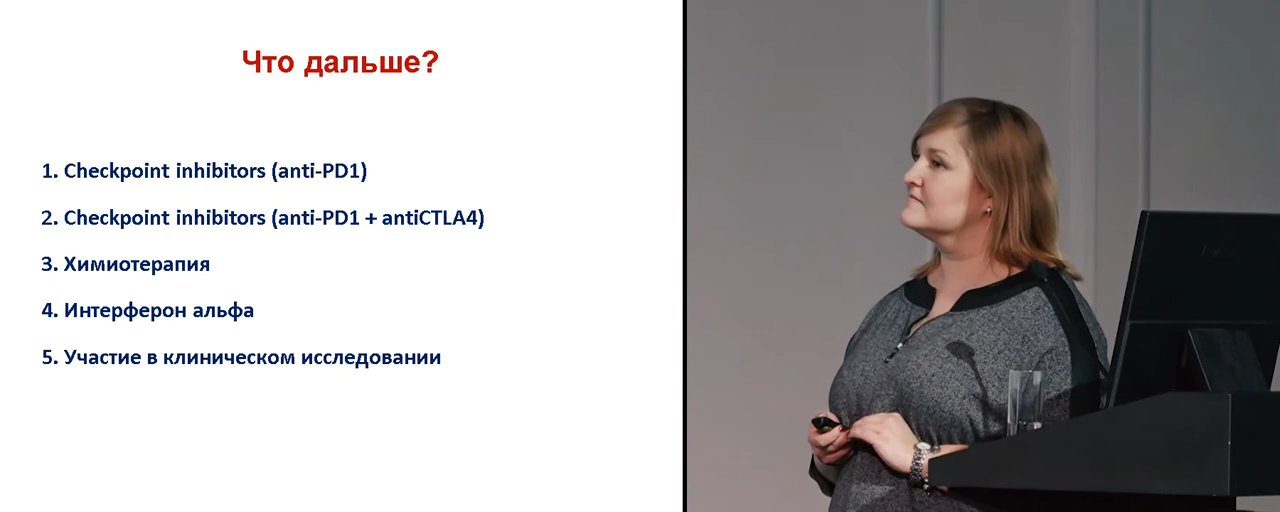 Что дальше?
1. Checkpoint inhibitors (anti-PD1)
2. Checkpoint inhibitors (anti-PD1 + antiCTLA4)
3. Химиотерапия
4. Интерферон альфа
5. Участие в клиническом исследовании